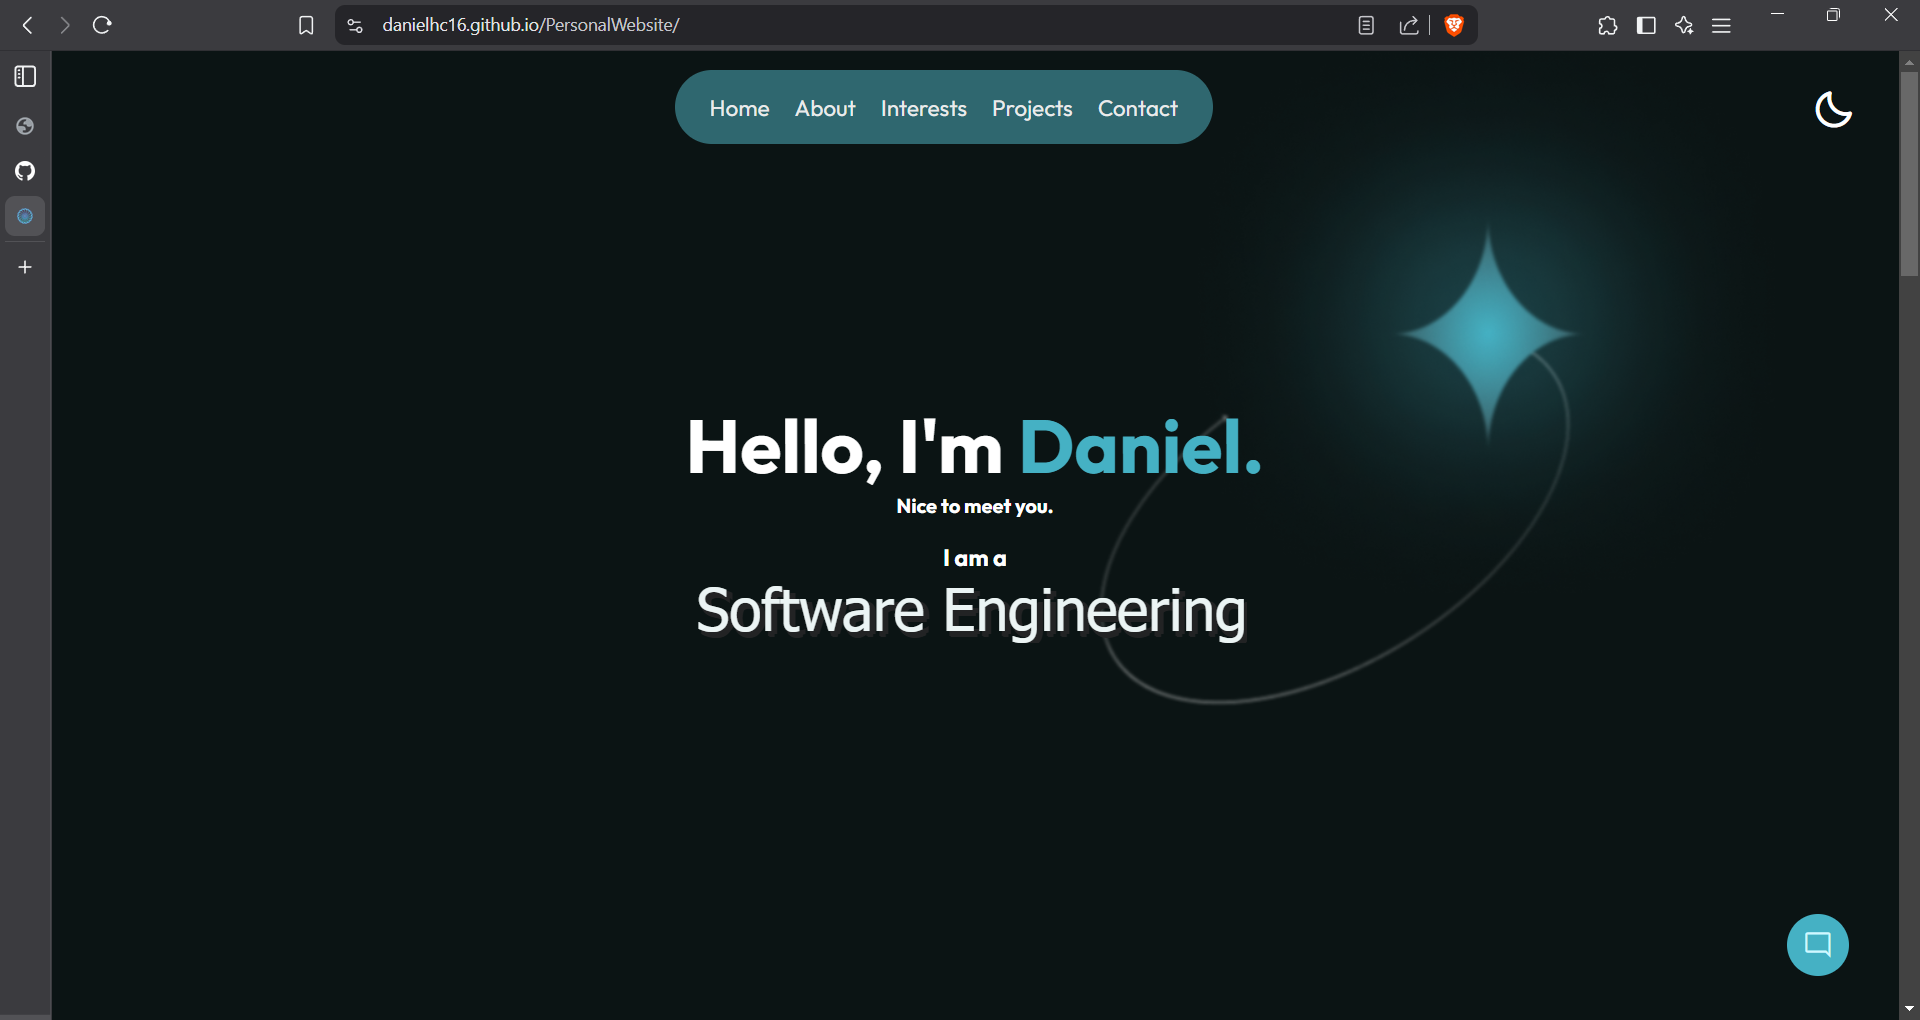 danielhc16.github.io/PersonalWebsite/
Home About Interests Projects Contact
Hello, I'm Daniel.
Nice to meet you.
I am a
Software Engineering